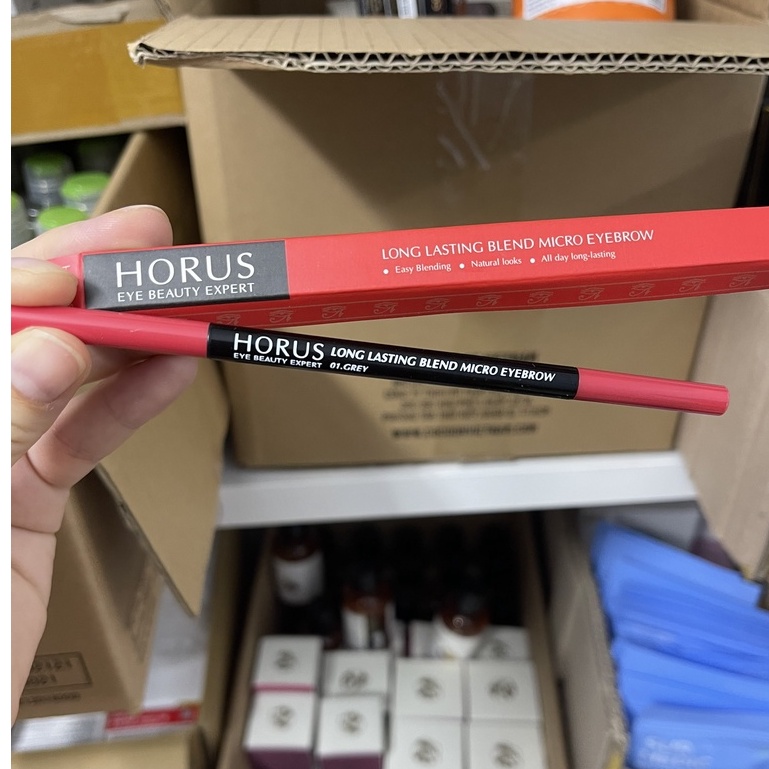 HORUS
EYE BEAUTY EXPERT
LONG LASTING BLEND MICRO EYEBROW
• Easy Blending • Natural looks • All day long-lasting
HORUS LONG LASTING BLEND MICRO EYEBROW
EYE BEAUTY EXPERT 01.GREY